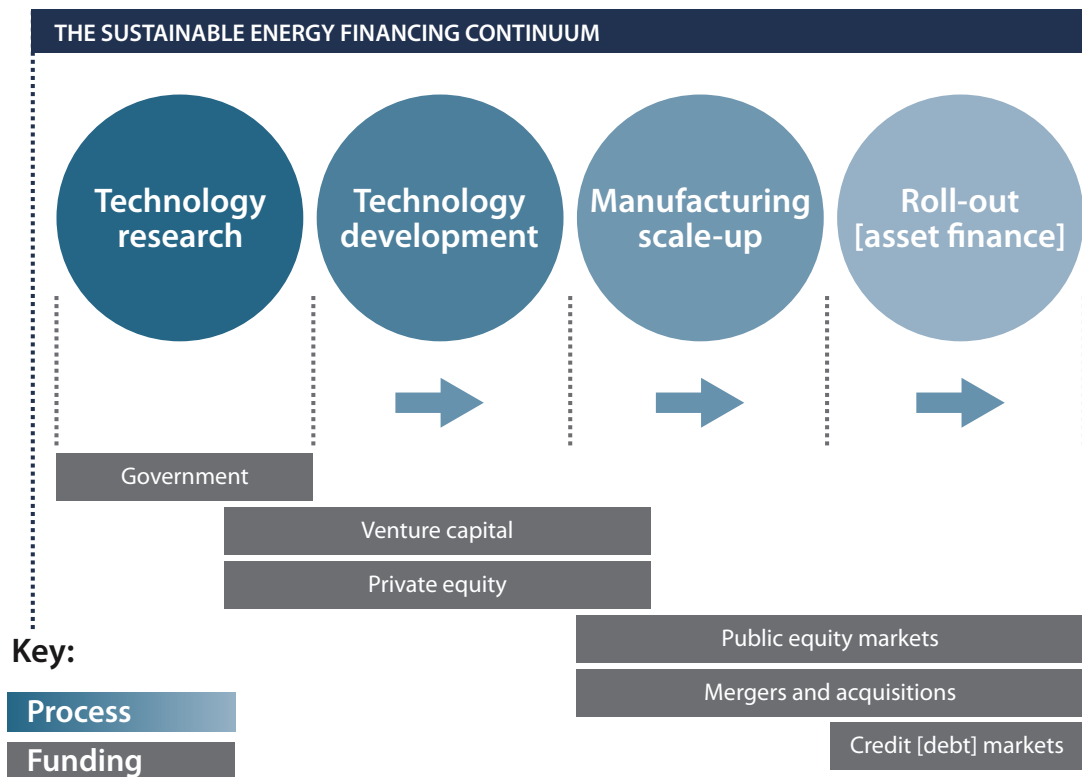 THE SUSTAINABLE ENERGY FINANCING CONTINUUM
Technology
research
Technology
development
Manufacturing
scale-up
Roll-out
[asset finance]
Government
Venture capital
Private equity
Public equity markets
Mergers and acquisitions
Credit [debt] markets
Key:
Process
Funding